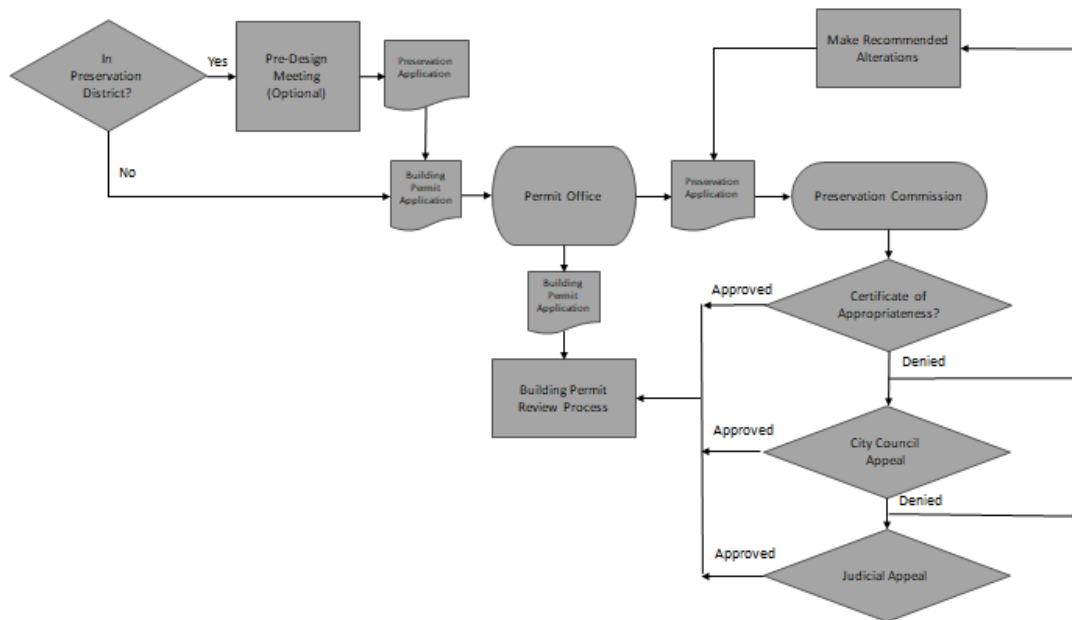 In
Preservation
District?
Yes
Pre-Design
Meeting
(Optional)
Preservation
Application
Make Recommended
Alterations
No
Building
Permit
Application
Permit Office
Preservation
Application
Preservation Commission
Building
Permit
Application
Approved
Certificate of
Appropriateness?
Denied
Building Permit
Review Process
Approved
City Council
Appeal
Denied
Approved
Judicial Appeal